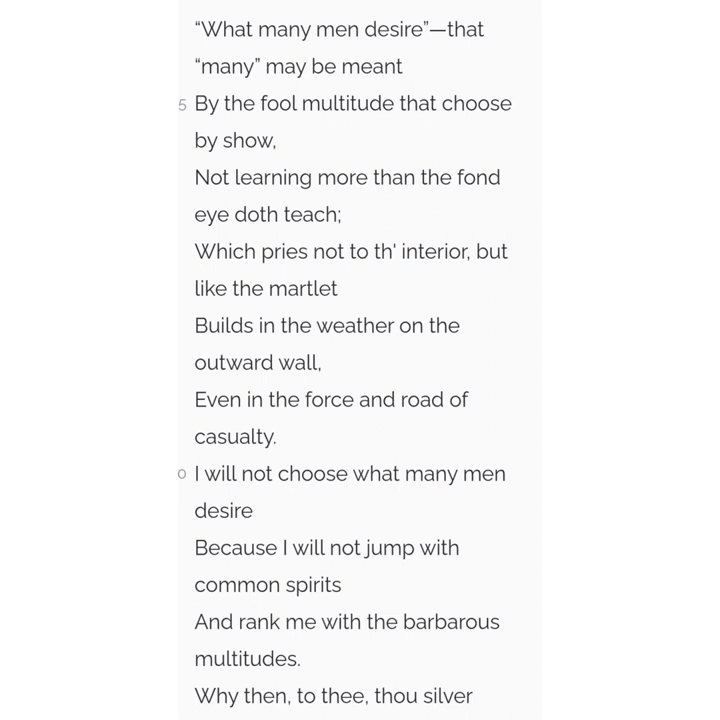 “What many men desire”—that
“many” may be meant
5 By the fool multitude that choose
by show,
Not learning more than the fond
eye doth teach;
Which pries not to th' interior, but
like the martlet
Builds in the weather on the
outward wall,
Even in the force and road of
casualty.
0 I will not choose what many men
desire
Because I will not jump with
common spirits
And rank me with the barbarous
multitudes.
Why then, to thee, thou silver